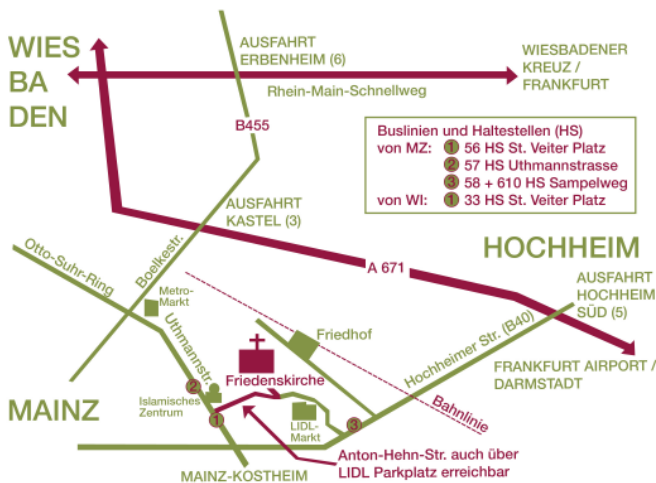 WIES
BA
DEN
AUSFAHRT
ERBENHEIM (6)
WIESBADENER
KREUZ /
FRANKFURT
Rhein-Main-Schnellweg
B455
Buslinien und Haltestellen (HS)
von MZ: 1 56 HS St. Veiter Platz
2 57 HS Uthmannstrasse
3 58 + 610 HS Sampelweg
von WI: 1 33 HS St. Veiter Platz
AUSFAHRT
KASTEL (3)
Boelkestr.
Otto-Suhr-Ring
A 671
HOCHHEIM
AUSFAHRT
HOCHHEIM
SÜD (5)
Metro-
Markt
Uthmannstr.
Friedhof
Hochheimer Str. (B40)
FRANKFURT AIRPORT /
DARMSTADT
Friedenskirche
Bahnlinie
MAINZ
2
Islamisches
Zentrum
1
LIDL-
Markt
3
Anton-Hehn-Str. auch über
LIDL Parkplatz erreichbar
MAINZ-KOSTHEIM